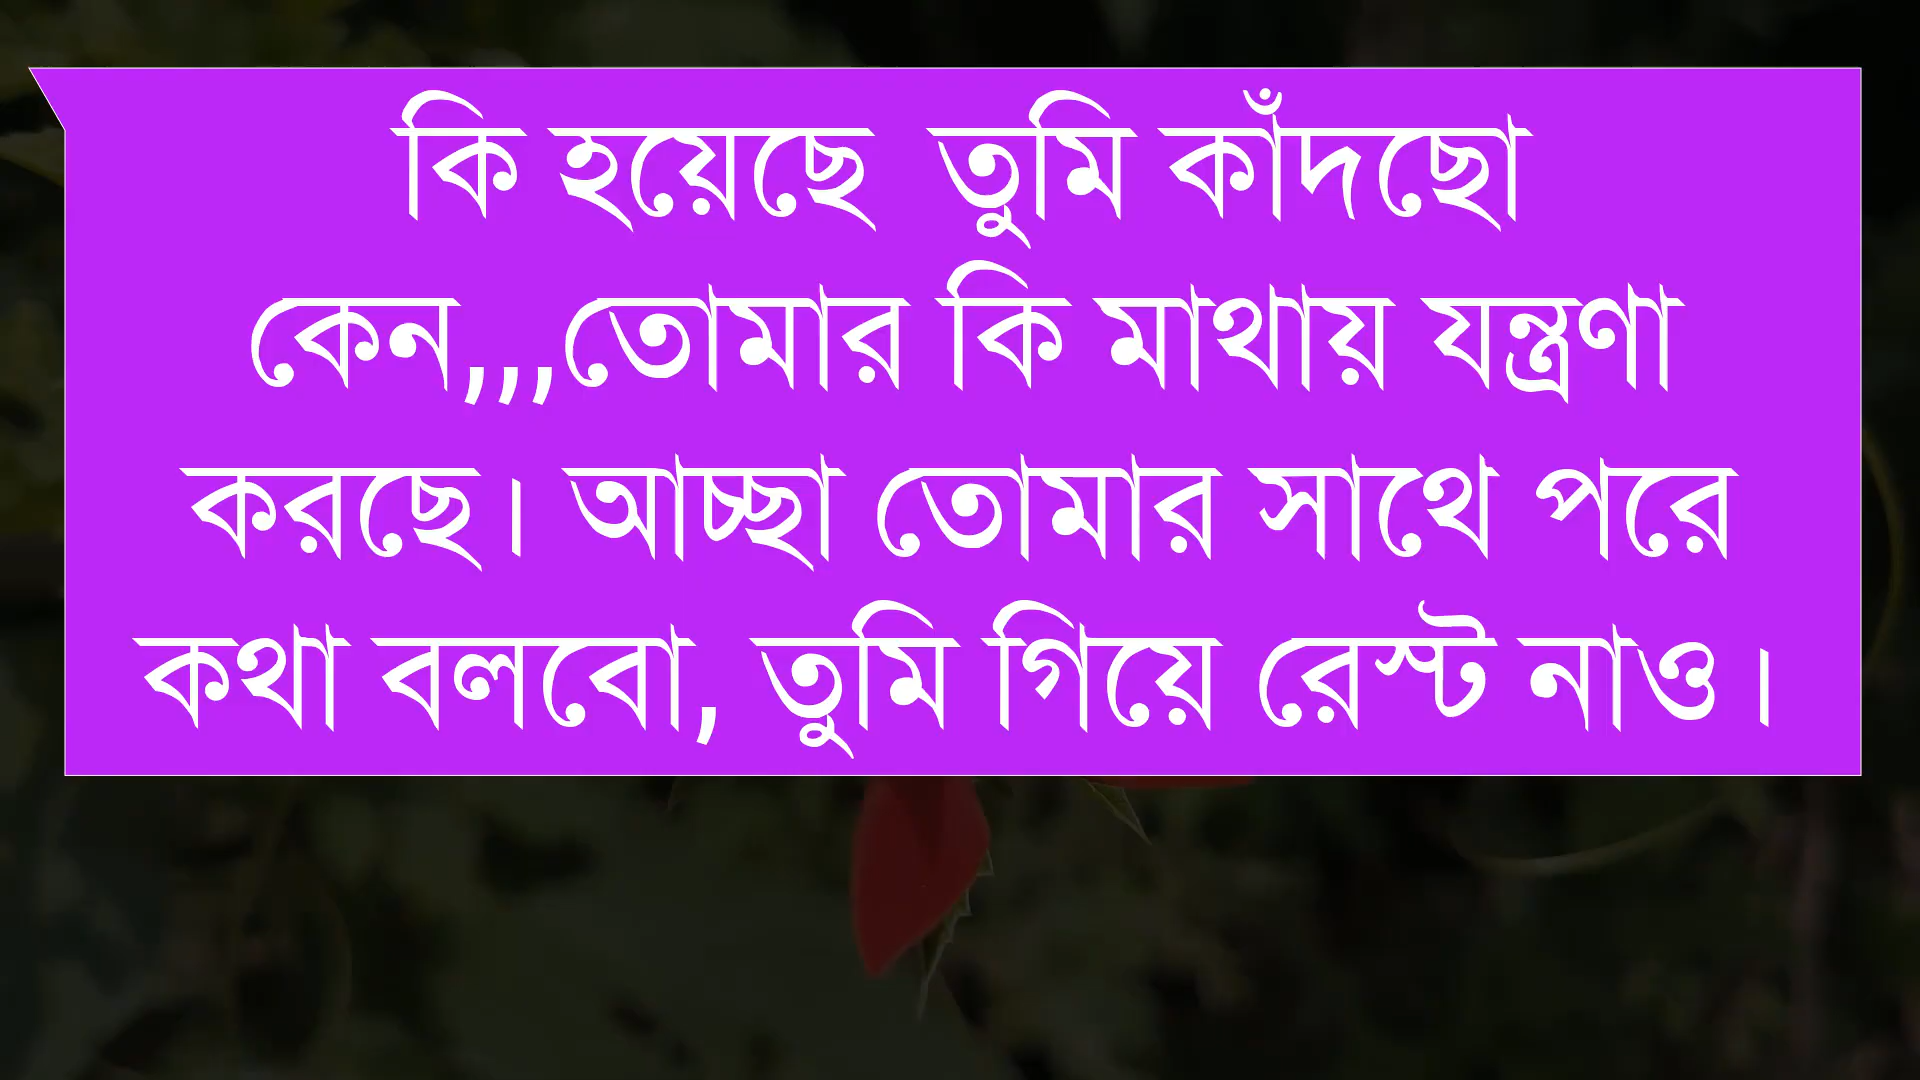 কি হয়েছে  তুমি কাঁদছো
কেন,,,তোমার কি মাথায় যন্ত্রণা
করছে। আচ্ছা তোমার সাথে পরে
কথা বলবো, তুমি গিয়ে রেস্ট নাও।